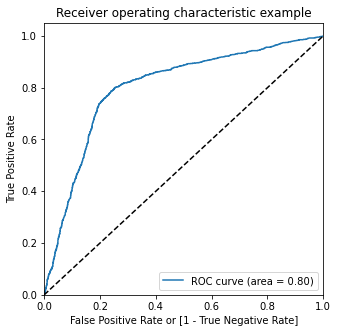 Receiver operating characteristic example
True Positive Rate
1.0
0.8
0.6
0.4
0.2
0.0
ROC curve (area = 0.80)
0.0 0.2 0.4 0.6 0.8 1.0
False Positive Rate or [1 - True Negative Rate]